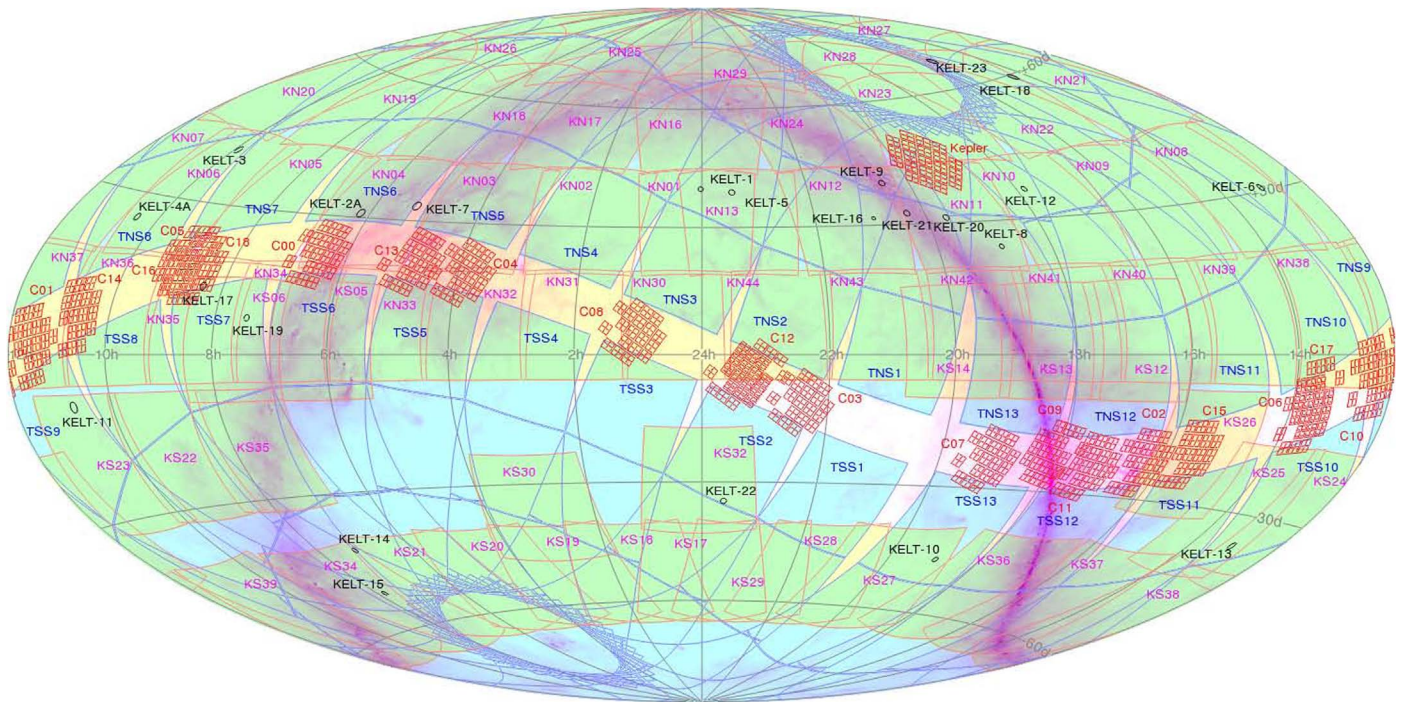 KN27
KN26
KN25
KN28
KELT-23
+60d
KN29
KN21
KELT-18
KN20
KN19
KN23
KN18
KN17
KN16
KN24
KN22
KN07
Kepler
KN08
KELT-3
KN05
KN09
KN06
KN04
KN03
KN02
KN01
KELT-1
KN12
KELT-9
KN10
KELT-6
+30d
TNS6
KELT-5
KELT-12
KELT-4A
TNS7
KELT-2A
KELT-7
TNS5
KN13
KELT-16
KN11
KELT-21
KELT-20
KELT-8
TNS8
C05
C18
C00
C13
TNS4
KN37
KN36
C16
KN34
C04
KN38
TNS9
C14
C01
KELT-17
KS06
KS05
KN33
KN32
KN31
KN30
KN44
KN43
KN42
KN41
KN40
KN39
KN35
TSS7
TSS6
TNS3
KELT-19
C08
TNS2
TNS10
TSS8
TSS5
TSS4
C12
C17
10h
8h
6h
4h
2h
24h
22h
20h
18h
16h
14h
TSS3
TNS1
KS14
KS13
KS12
TNS11
C03
C06
KELT-11
TNS13
C09
TNS12
C02
C15
KS26
TSS9
C07
C10
KS35
TSS2
KS23
KS22
KS30
KS32
TSS1
KS25
TSS10
KS24
KELT-22
TSS13
C11
TSS11
TSS12
30d
KELT-14
KS21
KS20
KS19
KS18
KS17
KS28
KELT-10
KELT-13
KS34
KS36
KS37
KS39
KELT-15
KS29
KS27
KS38
-60d